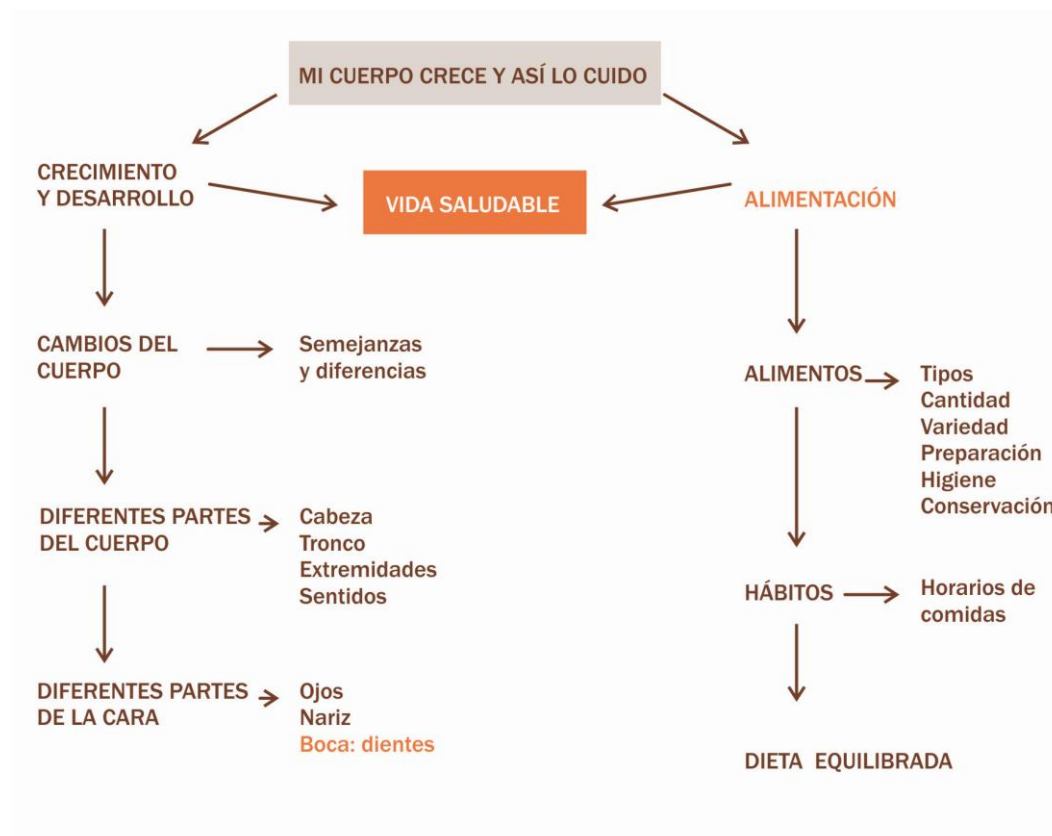 MI CUERPO CRECE Y ASÍ LO CUIDO
CRECIMIENTO
Y DESARROLLO
VIDA SALUDABLE
ALIMENTACIÓN
CAMBIOS DEL
CUERPO
Semejanzas
y diferencias
DIFERENTES PARTES
DEL CUERPO
Cabeza
Tronco
Extremidades
Sentidos
DIFERENTES PARTES
DE LA CARA
Ojos
Nariz
Boca: dientes
ALIMENTOS
Tipos
Cantidad
Variedad
Preparación
Higiene
Conservación
HÁBITOS
Horarios de
comidas
DIETA EQUILIBRADA